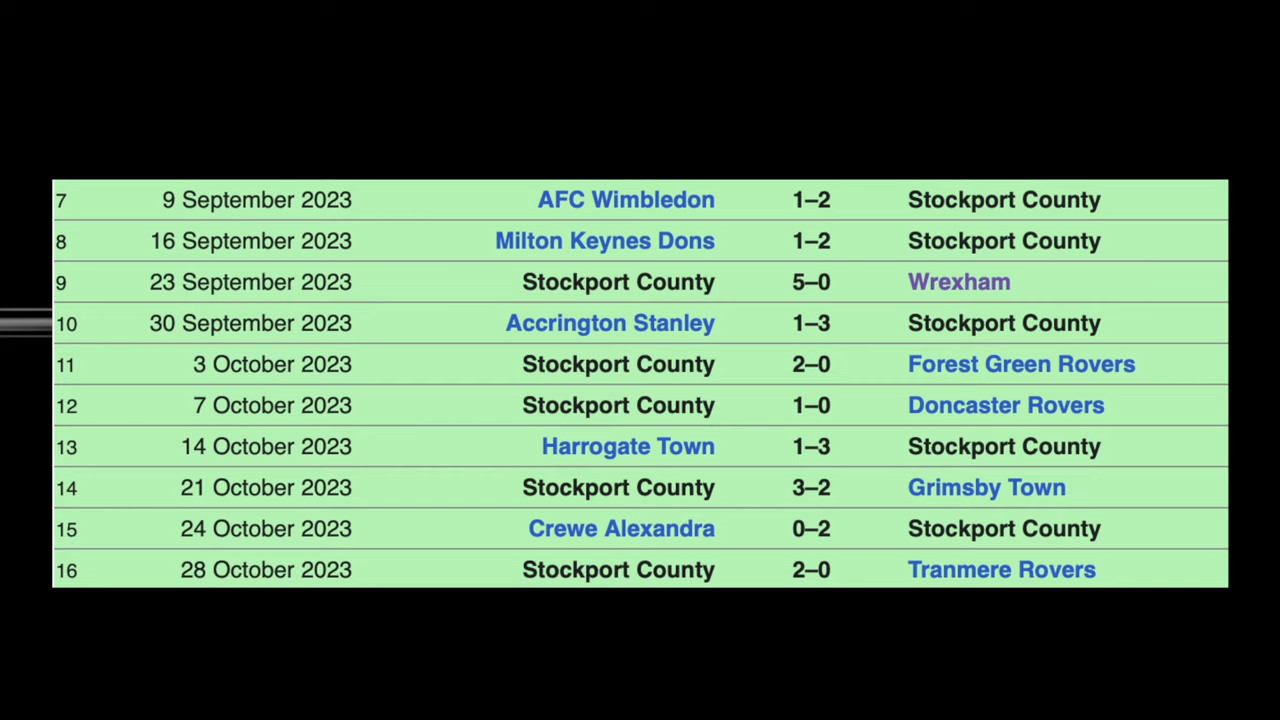 7 9 September 2023 AFC Wimbledon 1–2 Stockport County
8 16 September 2023 Milton Keynes Dons 1–2 Stockport County
9 23 September 2023 Stockport County 5–0 Wrexham
10 30 September 2023 Accrington Stanley 1–3 Stockport County
11 3 October 2023 Stockport County 2–0 Forest Green Rovers
12 7 October 2023 Stockport County 1–0 Doncaster Rovers
13 14 October 2023 Harrogate Town 1–3 Stockport County
14 21 October 2023 Stockport County 3–2 Grimsby Town
15 24 October 2023 Crewe Alexandra 0–2 Stockport County
16 28 October 2023 Stockport County 2–0 Tranmere Rovers